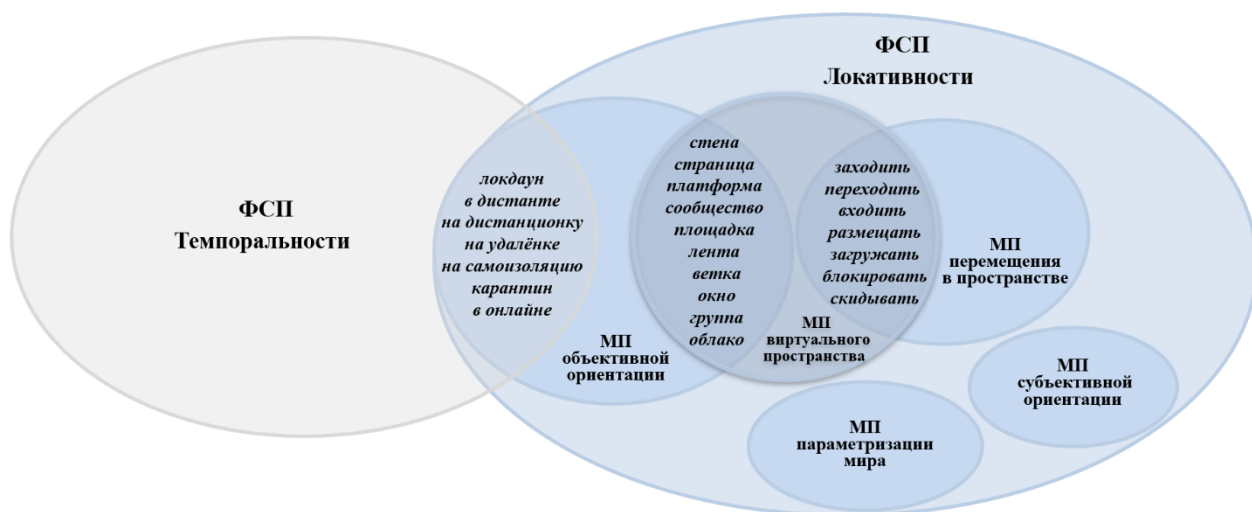 ФСП
Темпоральности
локдаун
в дистанте
на дистанционку
на удалёнке
на самоизоляцию
карантин
в онлайне
МП
объективной
ориентации
ФСП
Локативности
стена
страница
платформа
сообщество
площадка
лента
ветка
окно
группа
облако
МП
виртуального
пространства
заходить
переходить
входить
размещать
загружать
блокировать
скидывать
МП
перемещения
в пространстве
МП
субъективной
ориентации
МП
параметризации
мира